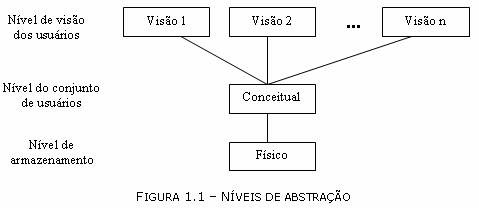 Nível de visão
dos usuários
Visão 1
Visão 2
...
Visão n
Nível do conjunto
de usuários
Conceitual
Nível de
armazenamento
Físico
FIGURA 1.1 – NÍVEIS DE ABSTRAÇÃO